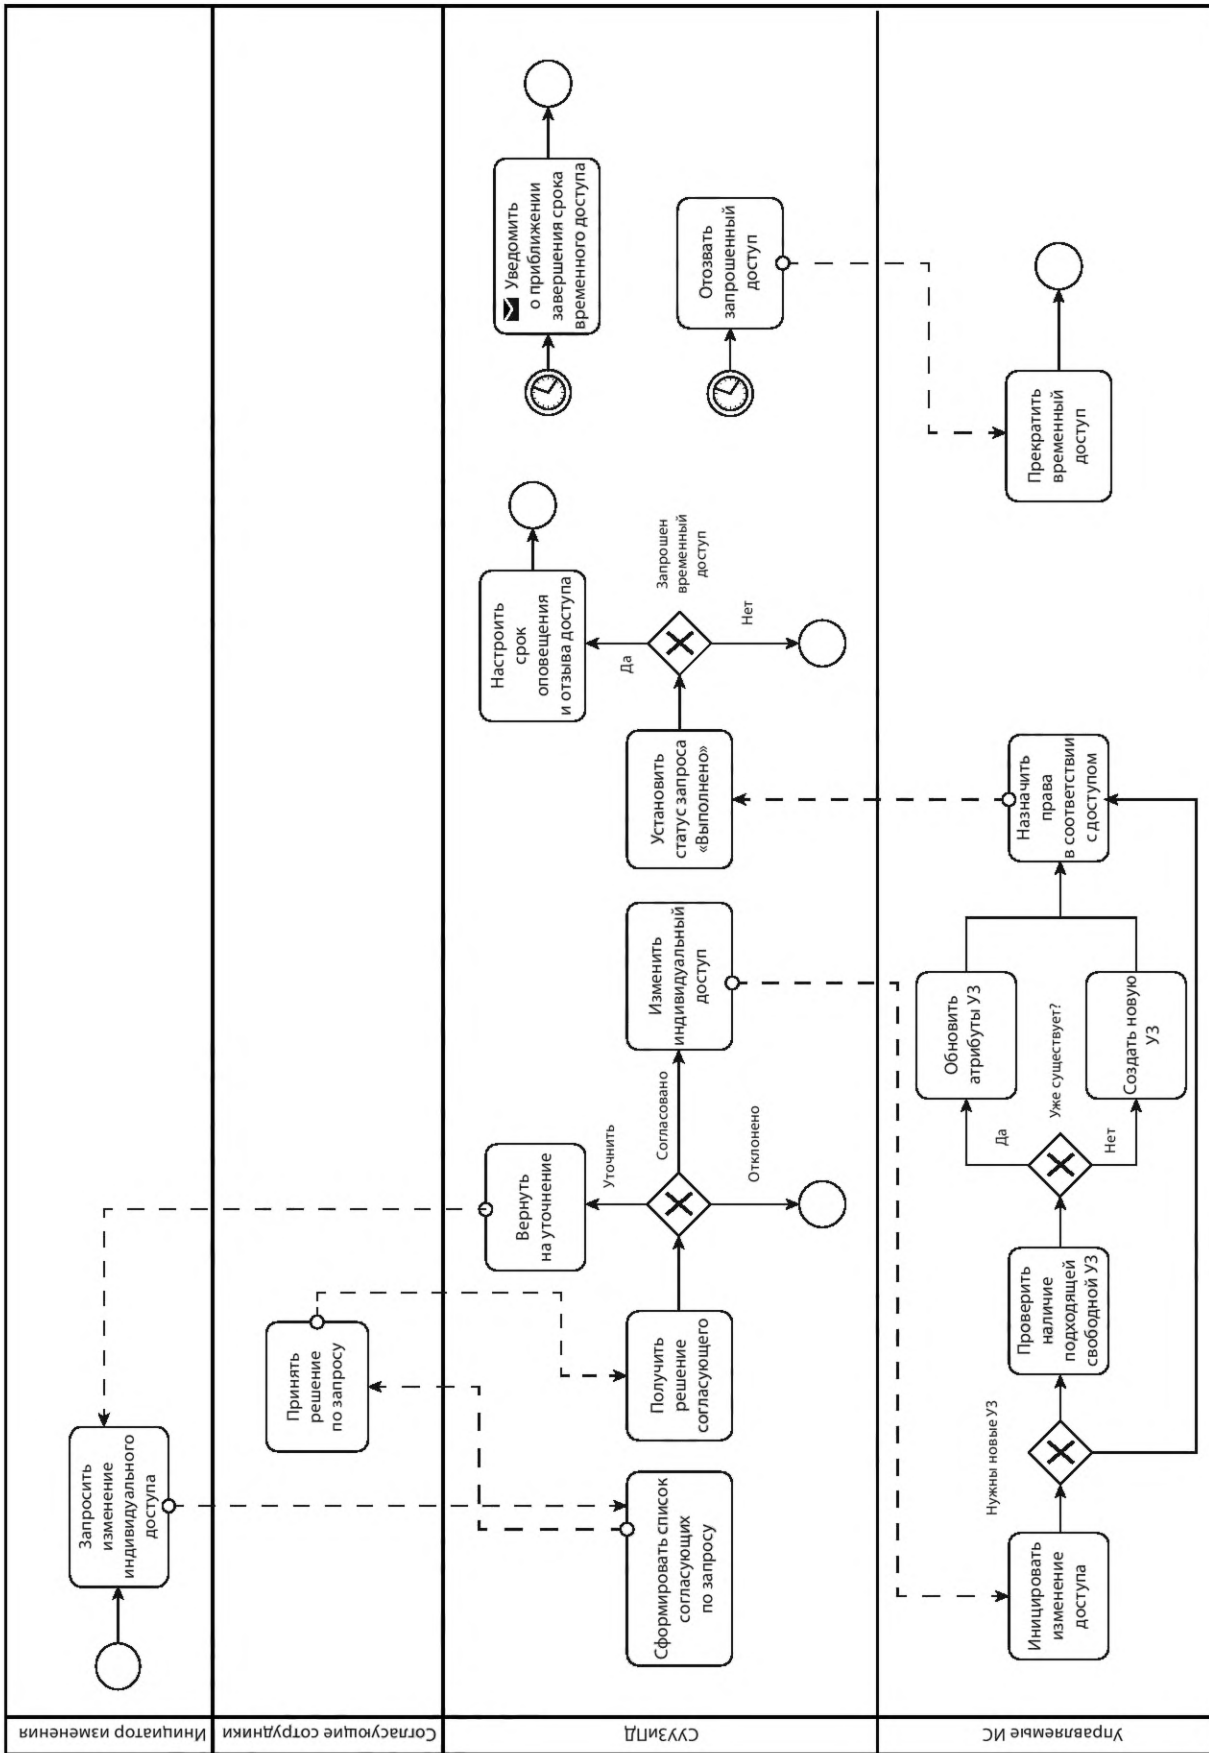 Инициатор изменения
Запросить
изменение
индивидуального
доступа
Согласующие сотрудники
Принять
решение
по запросу
СУУЗиПД
Сформировать список
согласующих
по запросу
Получить
решение
согласующего
Вернуть
на уточнение
Уточнить
Согласовано
Отклонено
Изменить
индивидуальный
доступ
Установить
статус запроса
«Выполнено»
Настроить
срок
оповещения
и отзыва доступа
Да
Запрошен
временный
доступ
Нет
Уведомить
о приближении
завершения срока
временного доступа
Отозвать
запрошенный
доступ
Управляемые ИС
Инициировать
изменение
доступа
Нужны новые УЗ
Проверить
наличие
подходящей
свободной УЗ
Да
Уже существует?
Нет
Обновить
атрибуты УЗ
Создать новую
УЗ
Назначить
права
в соответствии
с доступом
Прекратить
временный
доступ